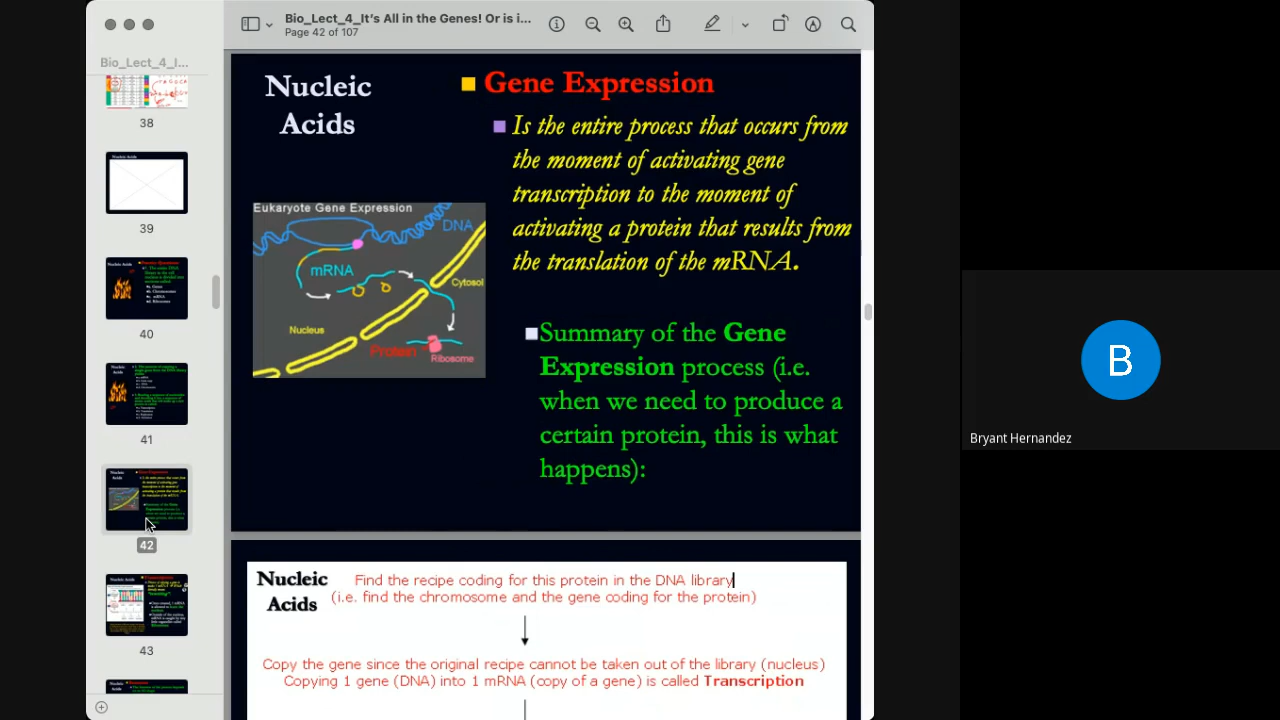 Bio_Lect_4_It's All in the Genes! Or is i...
Page 42 of 107
Bio_Lect_4_I...
38
39
40
41
42
43
Nucleic
Acids
Gene Expression
Is the entire process that occurs from
the moment of activating gene
transcription to the moment of
activating a protein that results from
the translation of the mRNA.
Eukaryote Gene Expression
DNA
mRNA
Cytosol
Nucleus
Protein
Ribosome
Summary of the Gene
Expression process (i.e.
when we need to produce a
certain protein, this is what
happens):
Nucleic
Acids
Find the recipe coding for this protein in the DNA library
(i.e. find the chromosome and the gene coding for the protein)
Copy the gene since the original recipe cannot be taken out of the library (nucleus)
Copying 1 gene (DNA) into 1 mRNA (copy of a gene) is called Transcription
B
Bryant Hernandez